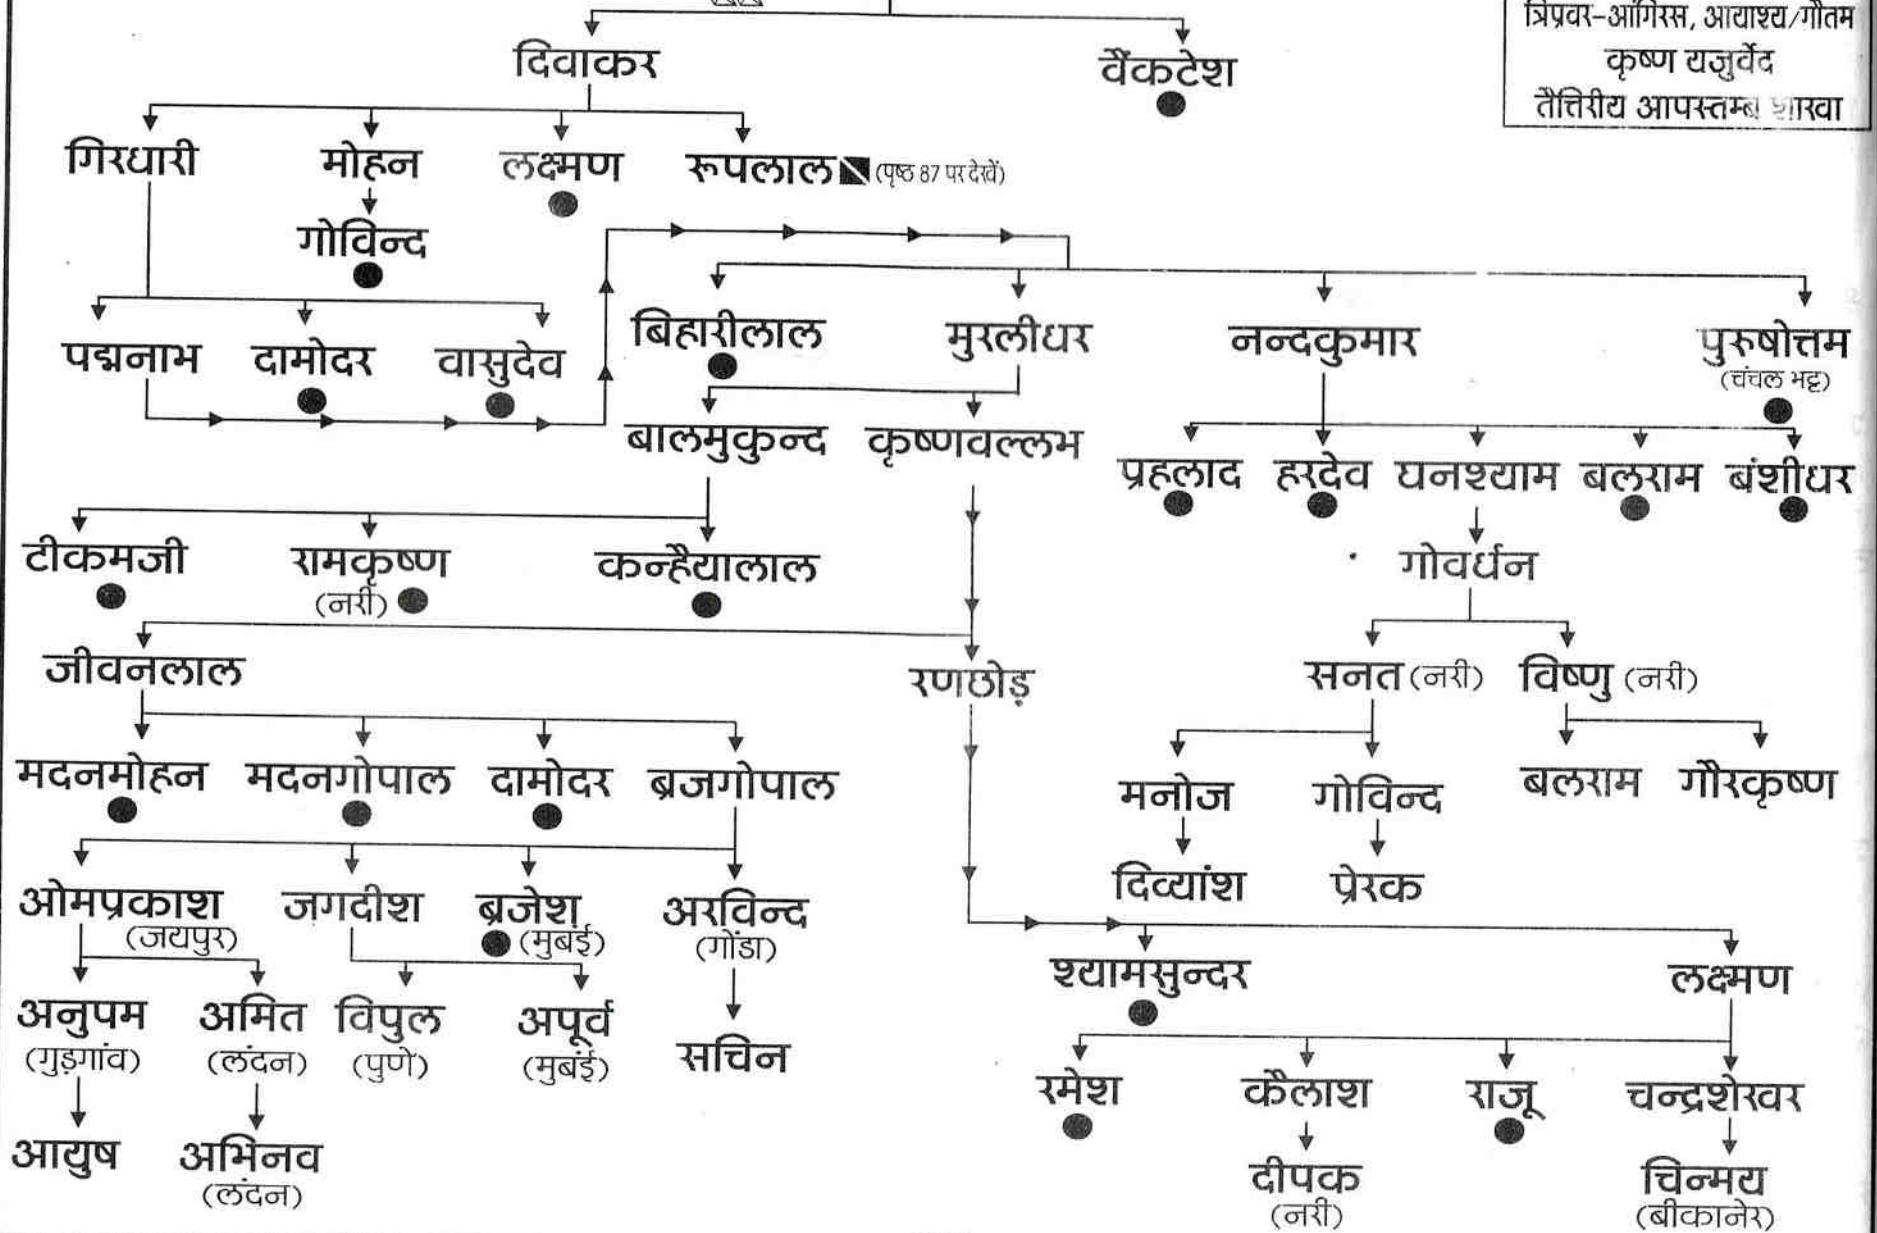 त्रिप्रवर-आंगिरस, आयाश्य/गौतम
कृष्ण यजुर्वेद
तैत्तिरीय आपस्तम्ब शाखा
दिवाकर वैंकटेश
गिरधारी मोहन लक्ष्मण रूपलाल (पृष्ठ 87 पर देखें)
गोविन्द
बिहारीलाल मुरलीधर नन्दकुमार पुरुषोत्तम
(चंचल भट्ट)
पद्मनाभ दामोदर वासुदेव
बालमुकुन्द कृष्णवल्लभ
प्रहलाद हरदेव घनश्याम बलराम बंशीधर
टीकमजी रामकृष्ण कन्हैयालाल गोवर्धन
(नरी)
जीवनलाल रणछोड़ सनत (नरी) विष्णु (नरी)
मदनमोहन मदनगोपाल दामोदर ब्रजगोपाल मनोज गोविन्द बलराम गौरकृष्ण
दिव्यांश प्रेरक
ओमप्रकाश जगदीश ब्रजेश अरविन्द
(जयपुर) (मुबंई) (गोंडा)
श्यामसुन्दर लक्ष्मण
अनुपम अमित विपुल अपूर्व सचिन
(गुड़गांव) (लंदन) (पुणे) (मुबंई)
रमेश कैलाश राजू चन्द्रशेखर
आयुष अभिनव दीपक चिन्मय
(लंदन) (नरी) (बीकानेर)